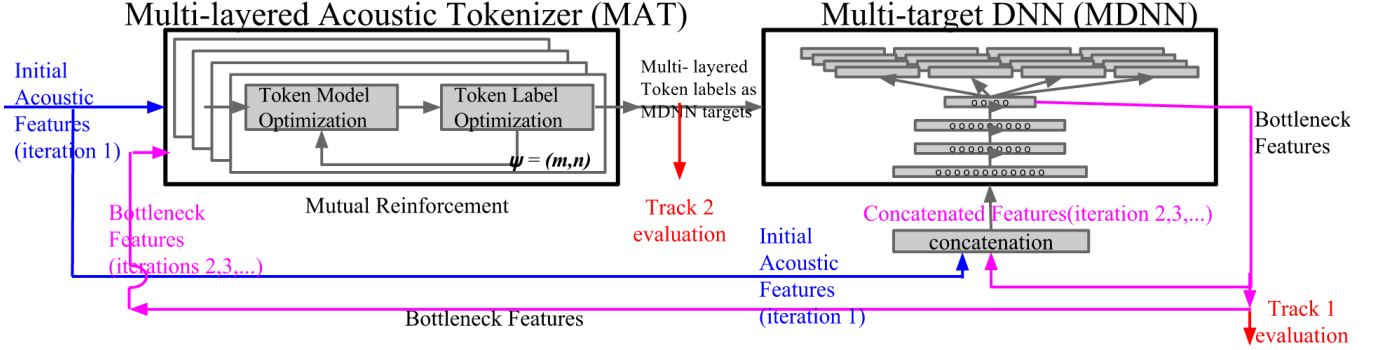 Multi-layered Acoustic Tokenizer (MAT)
Multi-target DNN (MDNN)
Initial
Acoustic
Features
(iteration 1)
Token Model
Optimization
Token Label
Optimization
ψ = (m,n)
Multi- layered
Token labels as
MDNN targets
Bottleneck
Features
Mutual Reinforcement
Bottleneck
Features
(iterations 2,3,...)
Track 2
evaluation
Concatenated Features(iteration 2,3,...)
concatenation
Initial
Acoustic
Features
(iteration 1)
Bottleneck Features
Track 1
evaluation